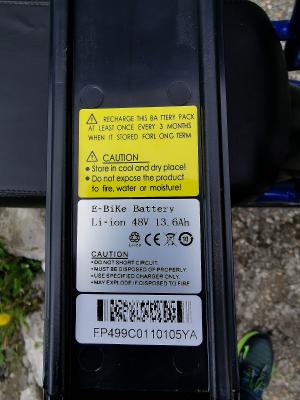 RECHARGE THIS BATTERY PACK
AT LEAST ONCE EVERY 3 MONTHS
WHEN IT STORED FORLONG TERM
CAUTION
• Store in cool and dry place!
• Do not expose the product
to fire, water or moisture!
E-BiKe Battery
Li-ion 48V 13.6Ah
CAUTION
• DO NOT SHORT CIRCUIT.
• MUST BE DISPOSED OF PROPERLY.
• USE SPECIFIED CHARGER ONLY.
• MAY EXPLODE IF DISPOSED TO FIRE
FP499C0110105YA